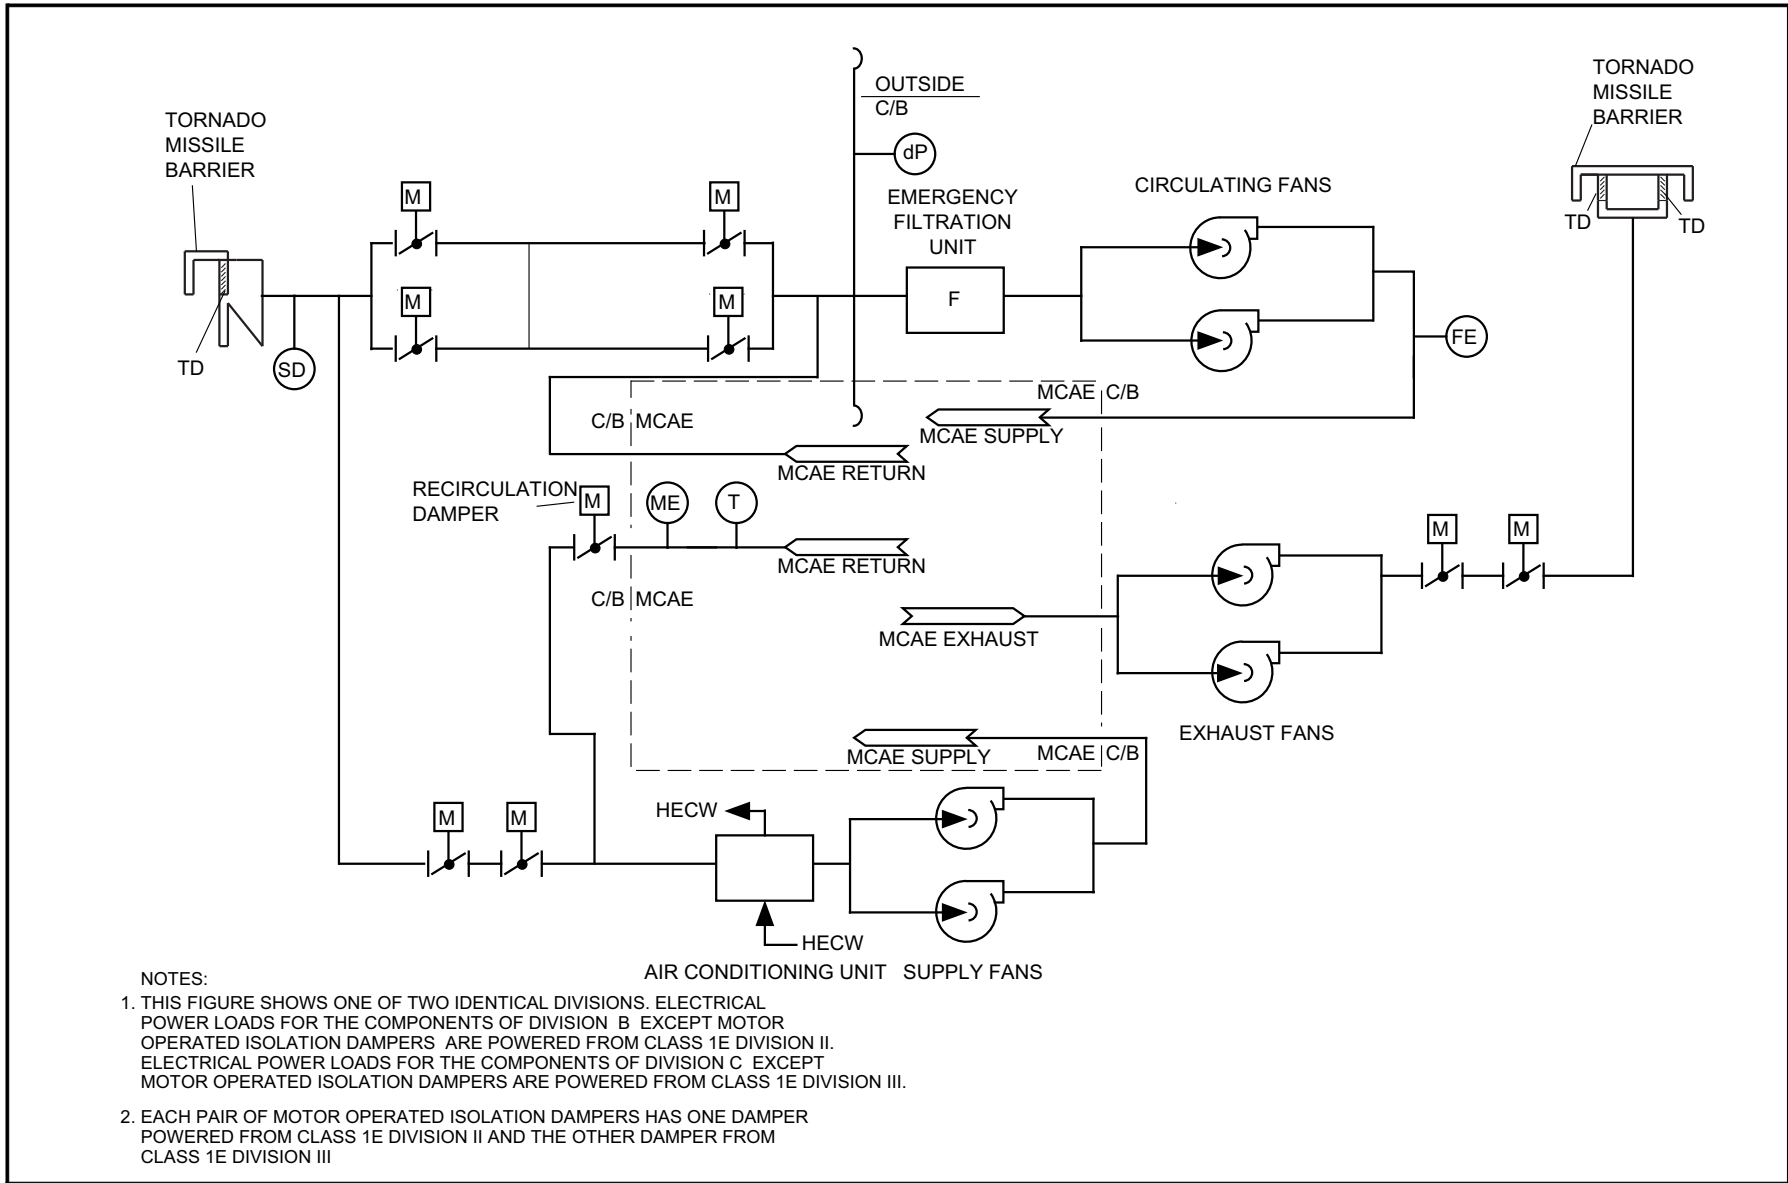 OUTSIDE
C/B
TORNADO
MISSILE
BARRIER
TORNADO
MISSILE
BARRIER
dP
M
M
EMERGENCY
FILTRATION
UNIT
CIRCULATING FANS
TD
TD
M
M
F
TD
SD
FE
MCAE C/B
C/B MCAE
MCAE SUPPLY
MCAE RETURN
RECIRCULATION
DAMPER
M
ME
T
M
M
MCAE RETURN
C/B MCAE
MCAE EXHAUST
EXHAUST FANS
MCAE SUPPLY
MCAE C/B
M
M
HECW
HECW
AIR CONDITIONING UNIT SUPPLY FANS
NOTES:
1. THIS FIGURE SHOWS ONE OF TWO IDENTICAL DIVISIONS. ELECTRICAL
POWER LOADS FOR THE COMPONENTS OF DIVISION B EXCEPT MOTOR
OPERATED ISOLATION DAMPERS ARE POWERED FROM CLASS 1E DIVISION II.
ELECTRICAL POWER LOADS FOR THE COMPONENTS OF DIVISION C EXCEPT
MOTOR OPERATED ISOLATION DAMPERS ARE POWERED FROM CLASS 1E DIVISION III.
2. EACH PAIR OF MOTOR OPERATED ISOLATION DAMPERS HAS ONE DAMPER
POWERED FROM CLASS 1E DIVISION II AND THE OTHER DAMPER FROM
CLASS 1E DIVISION III